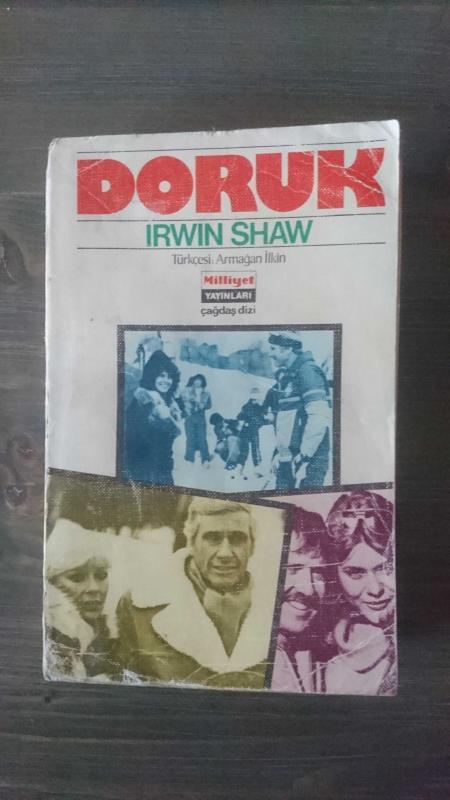 DORUK
IRWIN SHAW
Türkçesi: Armağan İlkin
Milliyet
YAYINLARI
çağdaş dizi